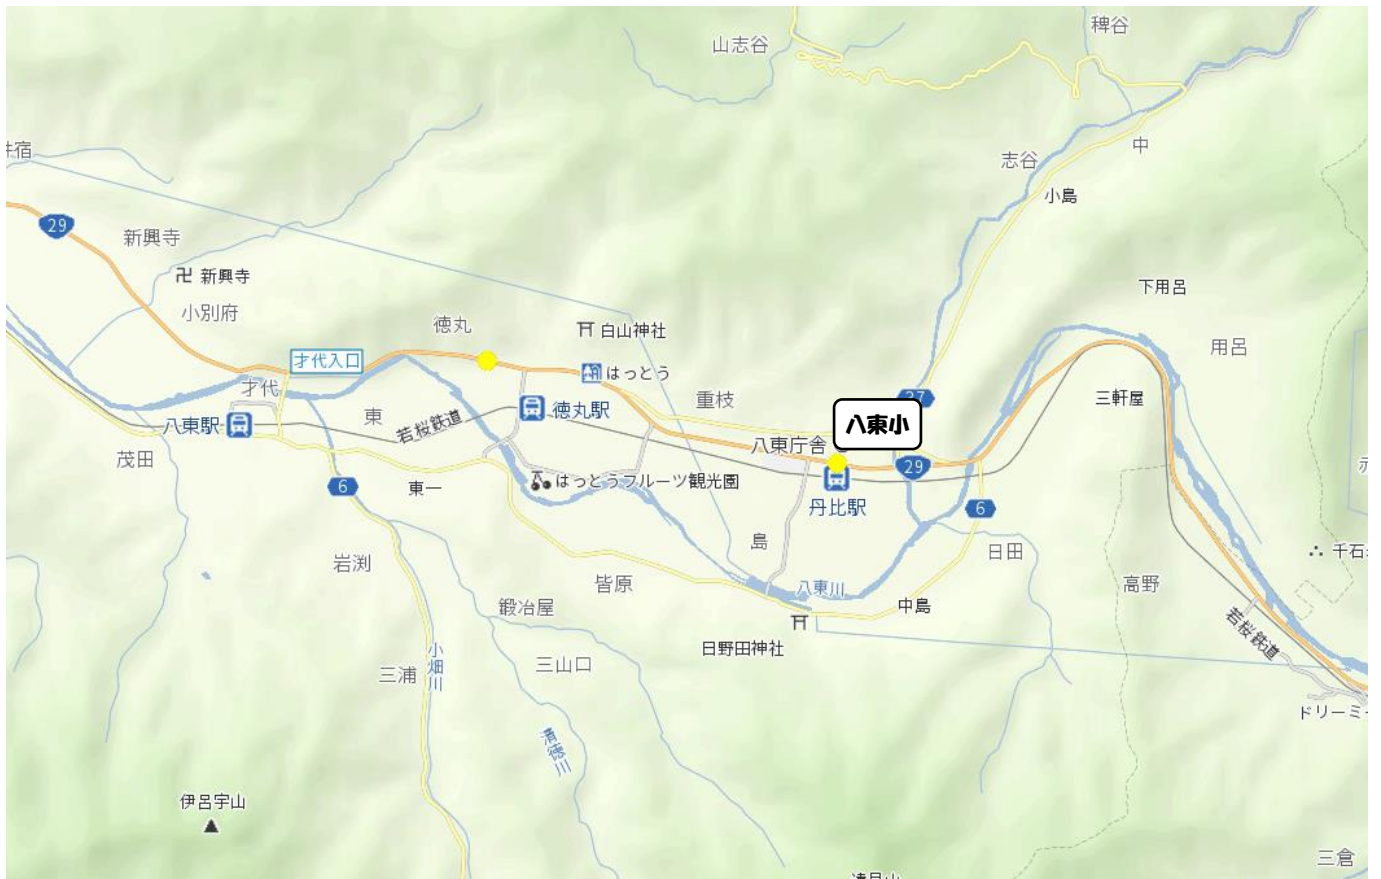 稗谷
山志谷
中
井宿
志谷
小島
29
新興寺
新興寺
下用呂
小別府
徳丸
白山神社
用呂
才代入口
はっとう
才代
重枝
37
三軒屋
八東駅
東
若桜鉄道
徳丸駅
八東小
茂田
八東庁舎
29
6
東一
はっとうフルーツ観光園
丹比駅
6
島
日田
千石
岩渕
皆原
八東川
高野
鍛冶屋
中島
若桜鉄道
小畑川
日野田神社
三浦
三山口
ドリーミー
清徳川
伊呂宇山
三倉